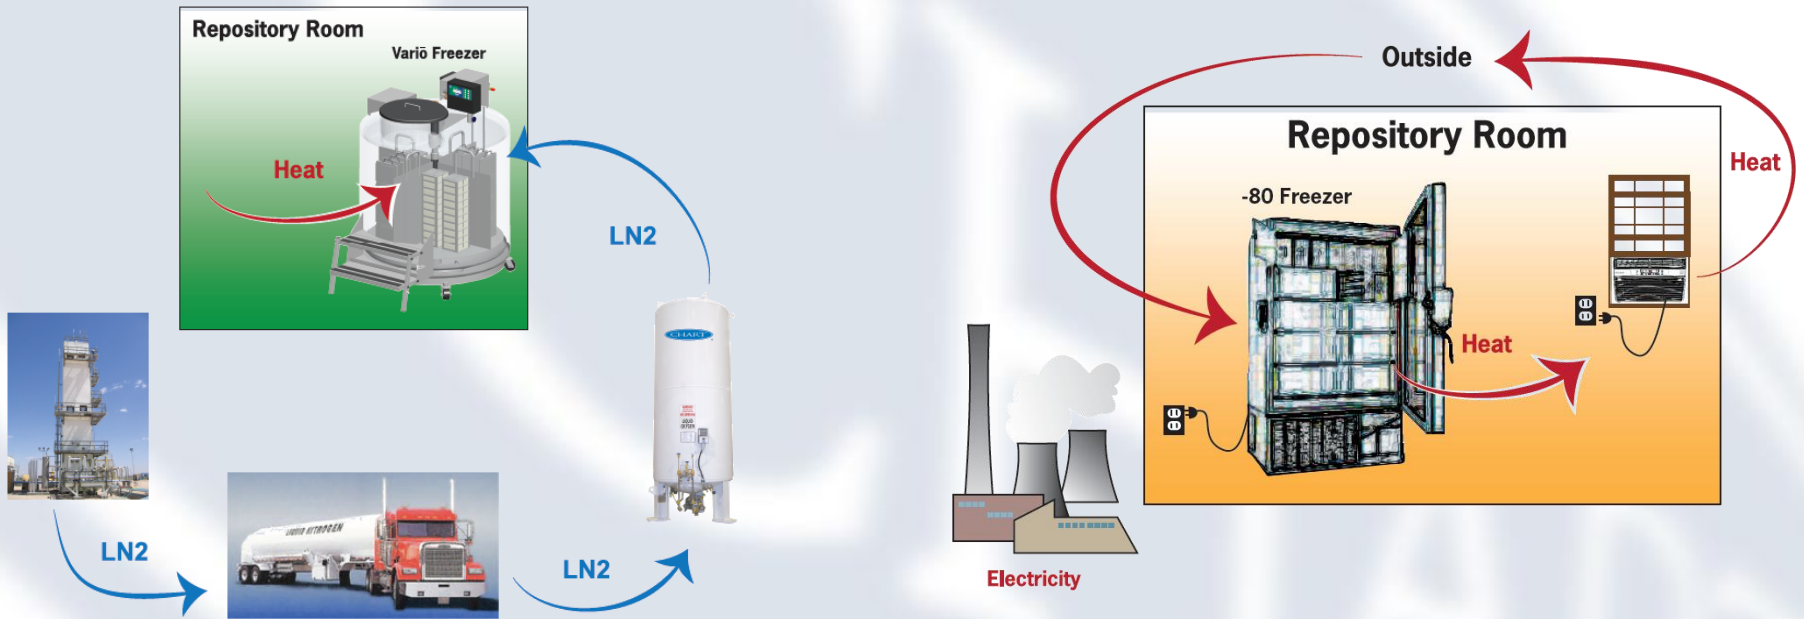 Repository Room
Variō Freezer
Heat
LN2
CHART
LIQUID NITROGEN
LN2
LN2
Outside
Repository Room
Heat
-80 Freezer
Heat
Electricity